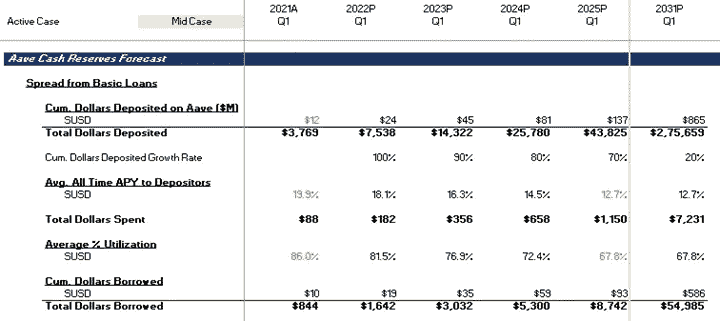 2021A 2022P 2023P 2024P 2025P 2031P
Active Case Mid Case Q1 Q1 Q1 Q1 Q1 Q1
Aave Cash Reserves Forecast
Spread from Basic Loans
Cum. Dollars Deposited on Aave ($M)
SUSD $12 $24 $45 $81 $137 $865
Total Dollars Deposited $3,769 $7,538 $14,322 $25,780 $43,825 $2,75,659
Cum. Dollars Deposited Growth Rate 100% 90% 80% 70% 20%
Avg. All Time APY to Depositors
SUSD 19.9% 18.1% 16.3% 14.5% 12.7% 12.7%
Total Dollars Spent $88 $182 $356 $658 $1,150 $7,231
Average % Utilization
SUSD 86.0% 81.5% 76.9% 72.4% 67.8% 67.8%
Cum. Dollars Borrowed
SUSD $10 $19 $35 $59 $93 $586
Total Dollars Borrowed $844 $1,642 $3,032 $5,300 $8,742 $54,985